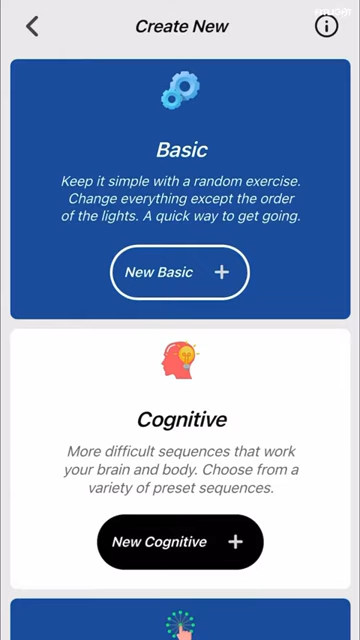 Create New
Basic
Keep it simple with a random exercise.
Change everything except the order
of the lights. A quick way to get going.
New Basic +
Cognitive
More difficult sequences that work
your brain and body. Choose from a
variety of preset sequences.
New Cognitive +